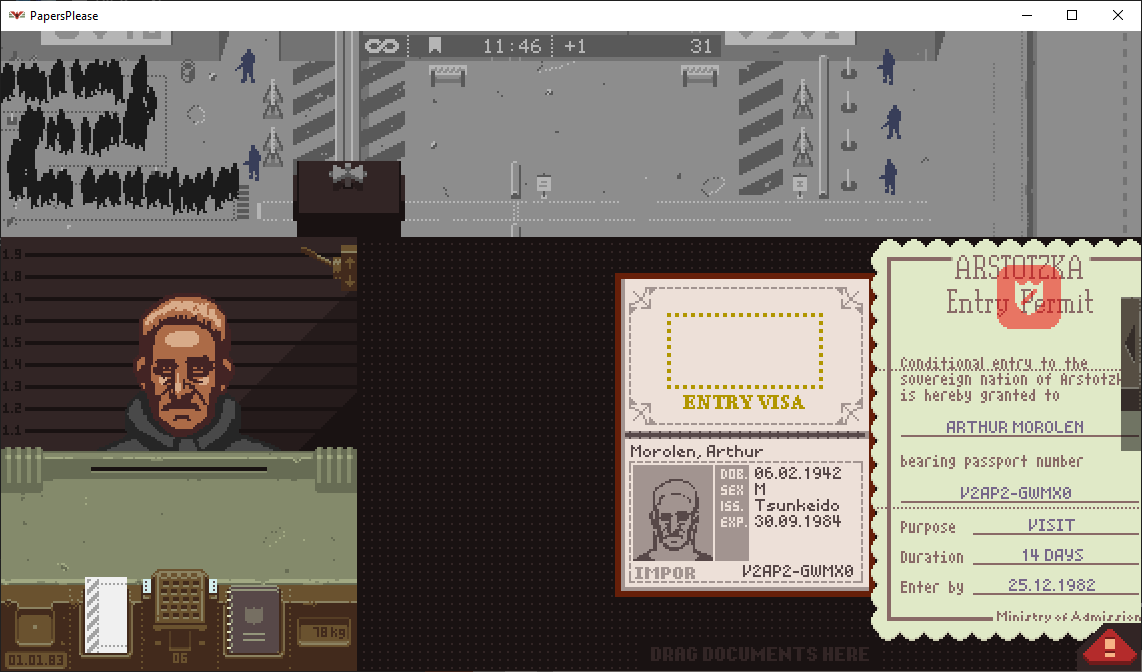 PapersPlease
11:46
+1
31
1.9
1.8
1.7
1.6
1.5
1.4
1.3
1.2
1.1
ENTRY VISA
Morolen, Arthur
DOB. 06.02.1942
SEX M
ISS. Tsunkeido
EXP. 30.09.1984
IMPOR V2AP2-GWMX0
ARSTOTZKA
Entry Permit
Conditional entry to the
sovereign nation of Arstotzk
is hereby granted to
ARTHUR MOROLEN
bearing passport number
V2AP2-GWMX0
Purpose VISIT
Duration 14 DAYS
Enter by 25.12.1982
Ministry of Admission
01.01.83
06
78kg
DRAG DOCUMENTS HERE